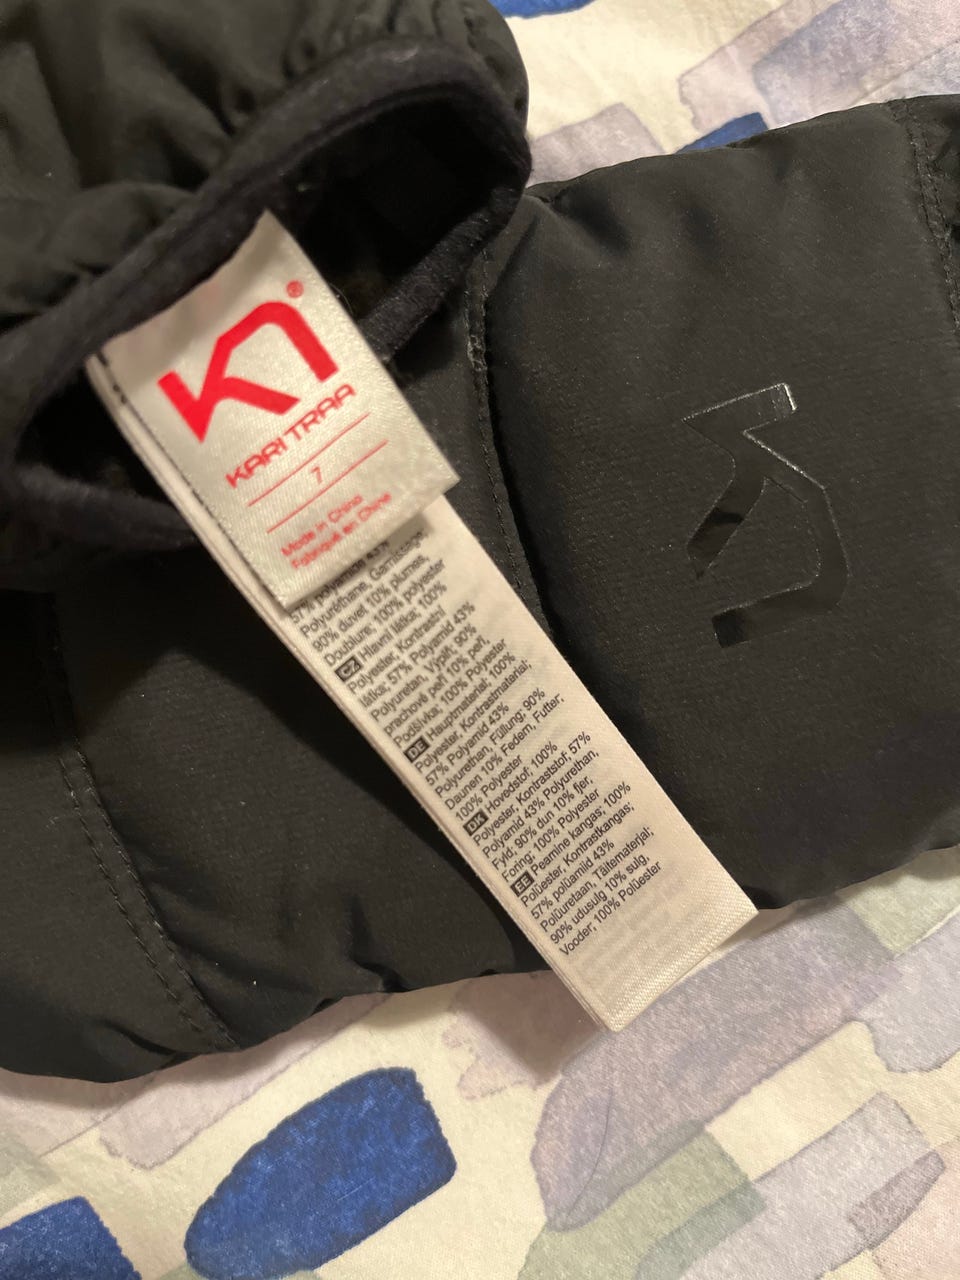 ®
KARI TRAA
7
Made in China
Fabriqué en Chine
57% polyamide 43%
Polyuréthane, Garnissage;
90% duvet 10% plumes,
Doublure; 100% polyester
CZ Hlavní látka: 100%
Polyester, Kontrastní
látka; 57% Polyamid 43%
Polyuretan, Výplň; 90%
prachové peří 10% peří,
Podšívka; 100% Polyester
DE Hauptmaterial; 100%
Polyester, Kontrastmaterial;
57% Polyamid 43%
Polyurethan, Füllung; 90%
Daunen 10% Federn, Futter;
100% Polyester
DK Hovedstof; 100%
Polyester, Kontraststof; 57%
Polyamid 43% Polyurethan,
Fyld; 90% dun 10% fjer,
Foring; 100% Polyester
EE Peamine kangas; 100%
Polüester, Kontrastkangas;
57% polüamiid 43%
Polüuretaan, Täitematerjal;
90% udusulg 10% sulg,
Vooder; 100% Polüester